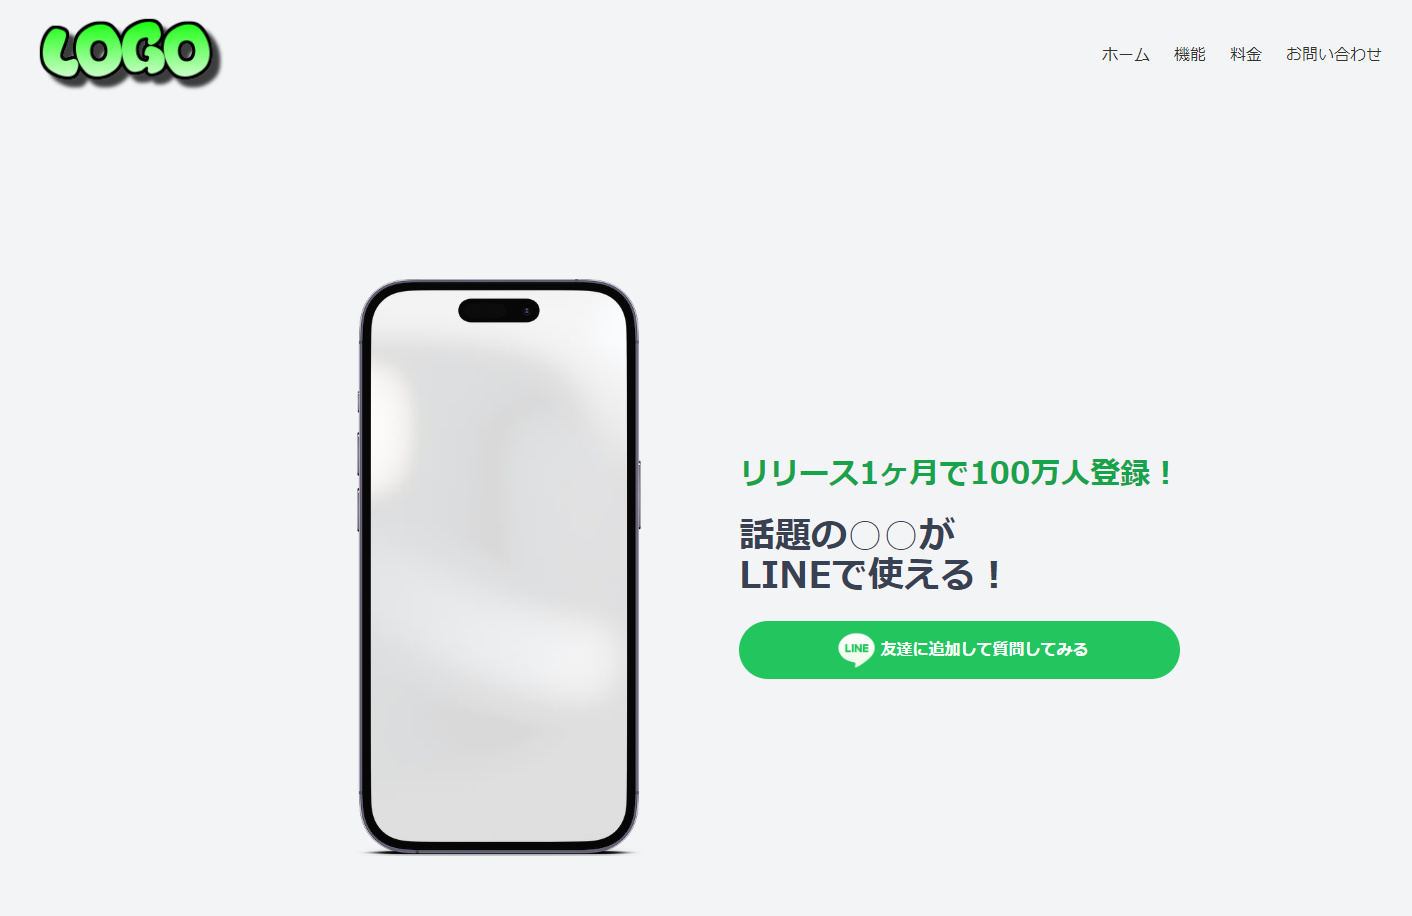 LOGO
ホーム 機能 料金 お問い合わせ
リリース1ヶ月で100万人登録！
話題の○○が
LINEで使える！
LINE 友達に追加して質問してみる